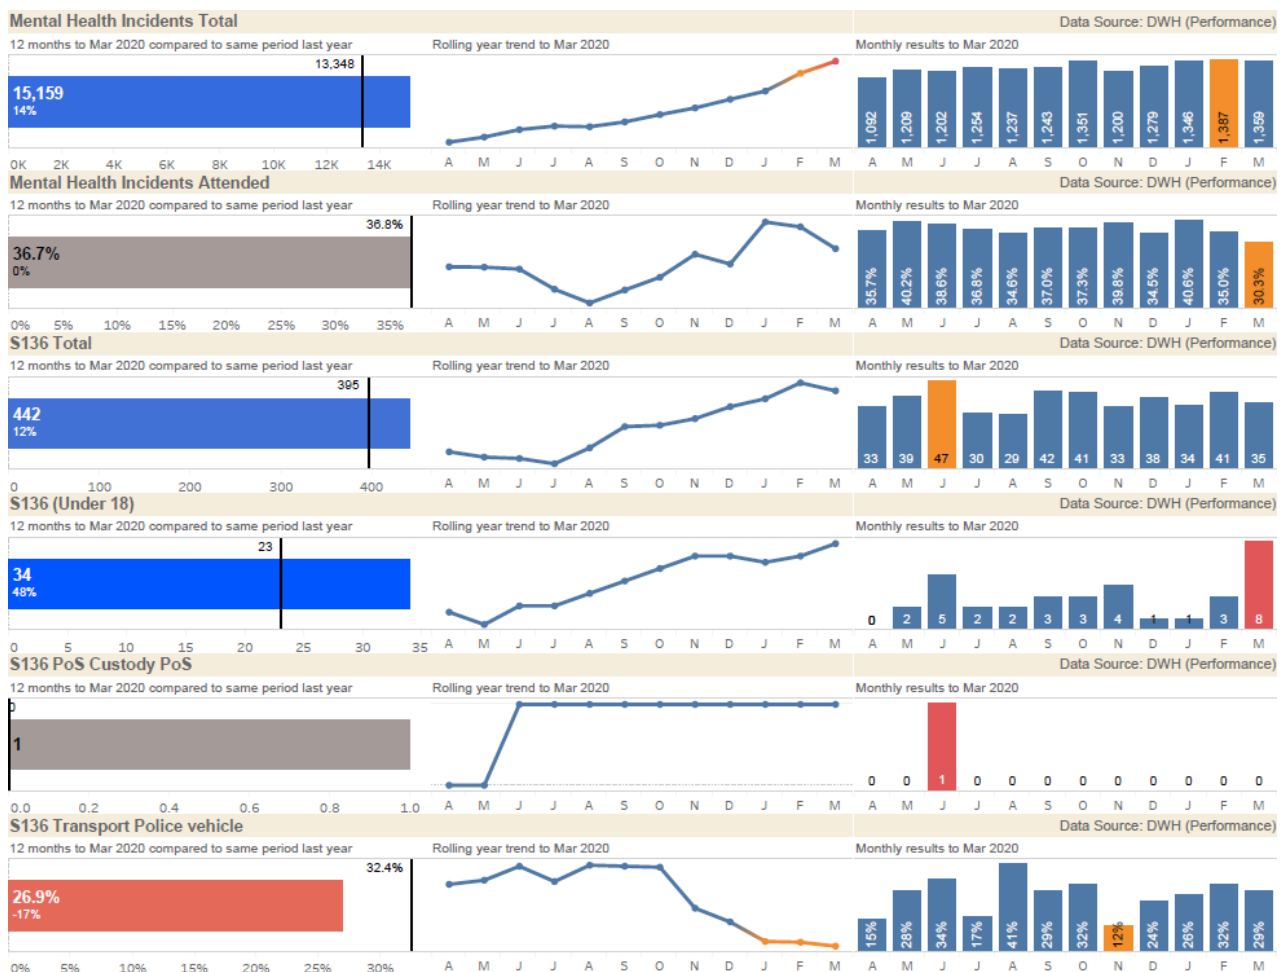 Mental Health Incidents Total Data Source: DWH (Performance)
12 months to Mar 2020 compared to same period last year Rolling year trend to Mar 2020 Monthly results to Mar 2020
13,348
15,159
14%
1,092 1,209 1,202 1,254 1,237 1,243 1,351 1,200 1,279 1,346 1,387 1,359
0K 2K 4K 6K 8K 10K 12K 14K A M J J A S O N D J F M A M J J A S O N D J F M
Mental Health Incidents Attended Data Source: DWH (Performance)
12 months to Mar 2020 compared to same period last year Rolling year trend to Mar 2020 Monthly results to Mar 2020
36.8%
36.7%
0%
35.7% 40.2% 38.6% 36.8% 34.6% 37.0% 37.3% 39.8% 34.5% 40.6% 35.0% 30.3%
0% 5% 10% 15% 20% 25% 30% 35% A M J J A S O N D J F M A M J J A S O N D J F M
S136 Total Data Source: DWH (Performance)
12 months to Mar 2020 compared to same period last year Rolling year trend to Mar 2020 Monthly results to Mar 2020
395
442
12%
33 39 47 30 29 42 41 33 38 34 41 35
0 100 200 300 400 A M J J A S O N D J F M A M J J A S O N D J F M
S136 (Under 18) Data Source: DWH (Performance)
12 months to Mar 2020 compared to same period last year Rolling year trend to Mar 2020 Monthly results to Mar 2020
23
34
48%
0 2 5 2 2 3 3 4 1 1 3 8
0 5 10 15 20 25 30 35 A M J J A S O N D J F M A M J J A S O N D J F M
S136 PoS Custody PoS Data Source: DWH (Performance)
12 months to Mar 2020 compared to same period last year Rolling year trend to Mar 2020 Monthly results to Mar 2020
0
1
0 0 1 0 0 0 0 0 0 0 0 0
0.0 0.2 0.4 0.6 0.8 1.0 A M J J A S O N D J F M A M J J A S O N D J F M
S136 Transport Police vehicle Data Source: DWH (Performance)
12 months to Mar 2020 compared to same period last year Rolling year trend to Mar 2020 Monthly results to Mar 2020
32.4%
26.9%
-17%
15% 28% 34% 17% 41% 29% 32% 12% 24% 26% 32% 29%
0% 5% 10% 15% 20% 25% 30% A M J J A S O N D J F M A M J J A S O N D J F M